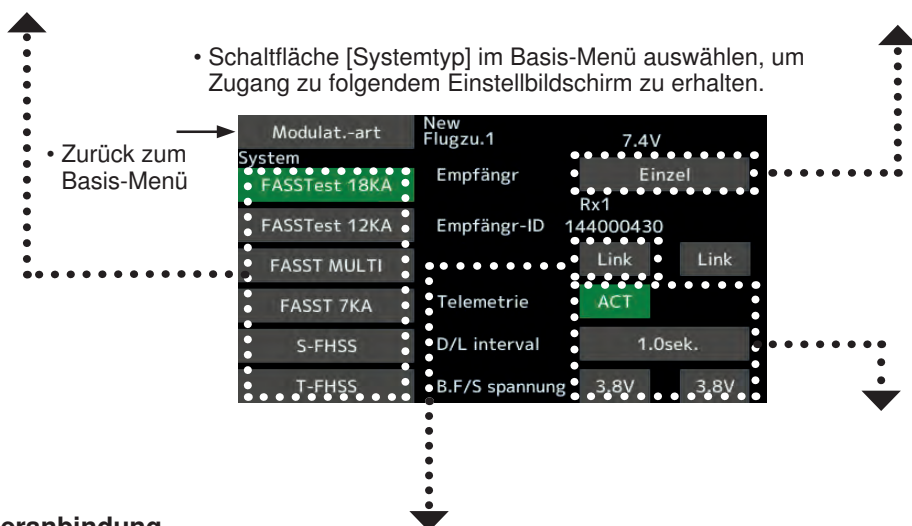 • Schaltfläche [Systemtyp] im Basis-Menü auswählen, um
Zugang zu folgendem Einstellbildschirm zu erhalten.
• Zurück zum
Basis-Menü
Modulat.-art
New
Flugzu.1
7.4V
System
FASSTest 18KA
Empfängr
Einzel
Rx1
FASSTest 12KA
Empfängr-ID
144000430
FASST MULTI
Link
Link
FASST 7KA
Telemetrie
ACT
S-FHSS
D/L interval
1.0sek.
T-FHSS
B.F/S spannung
3.8V
3.8V